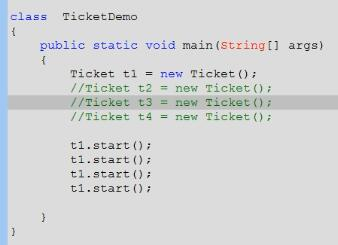 class TicketDemo
{
public static void main(String[] args)
{
Ticket t1 = new Ticket();
//Ticket t2 = new Ticket();
//Ticket t3 = new Ticket();
//Ticket t4 = new Ticket();
t1.start();
t1.start();
t1.start();
t1.start();
}
}